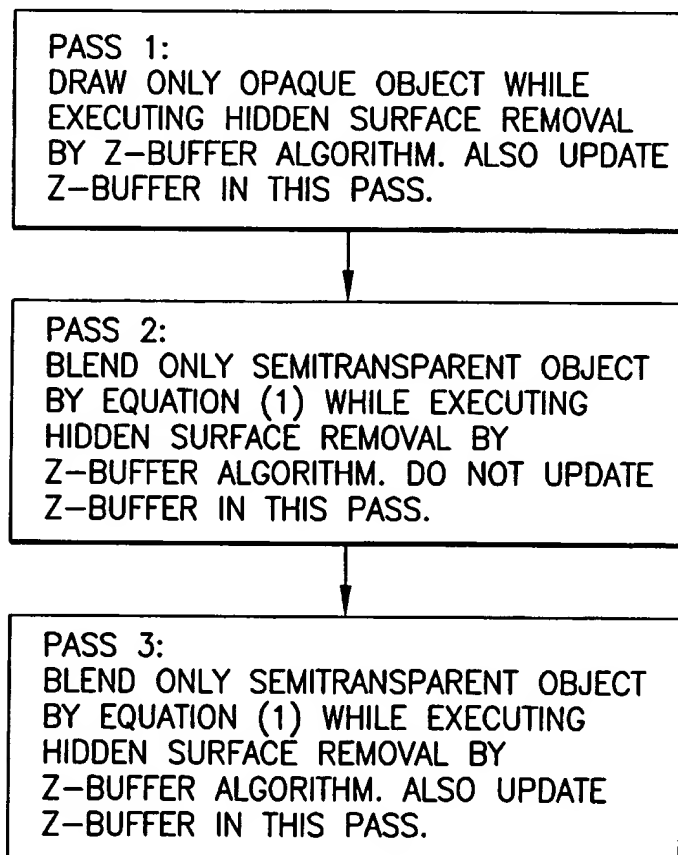 PASS 1:
DRAW ONLY OPAQUE OBJECT WHILE
EXECUTING HIDDEN SURFACE REMOVAL
BY Z-BUFFER ALGORITHM. ALSO UPDATE
Z-BUFFER IN THIS PASS.
PASS 2:
BLEND ONLY SEMITRANSPARENT OBJECT
BY EQUATION (1) WHILE EXECUTING
HIDDEN SURFACE REMOVAL BY
Z-BUFFER ALGORITHM. DO NOT UPDATE
Z-BUFFER IN THIS PASS.
PASS 3:
BLEND ONLY SEMITRANSPARENT OBJECT
BY EQUATION (1) WHILE EXECUTING
HIDDEN SURFACE REMOVAL BY
Z-BUFFER ALGORITHM. ALSO UPDATE
Z-BUFFER IN THIS PASS.